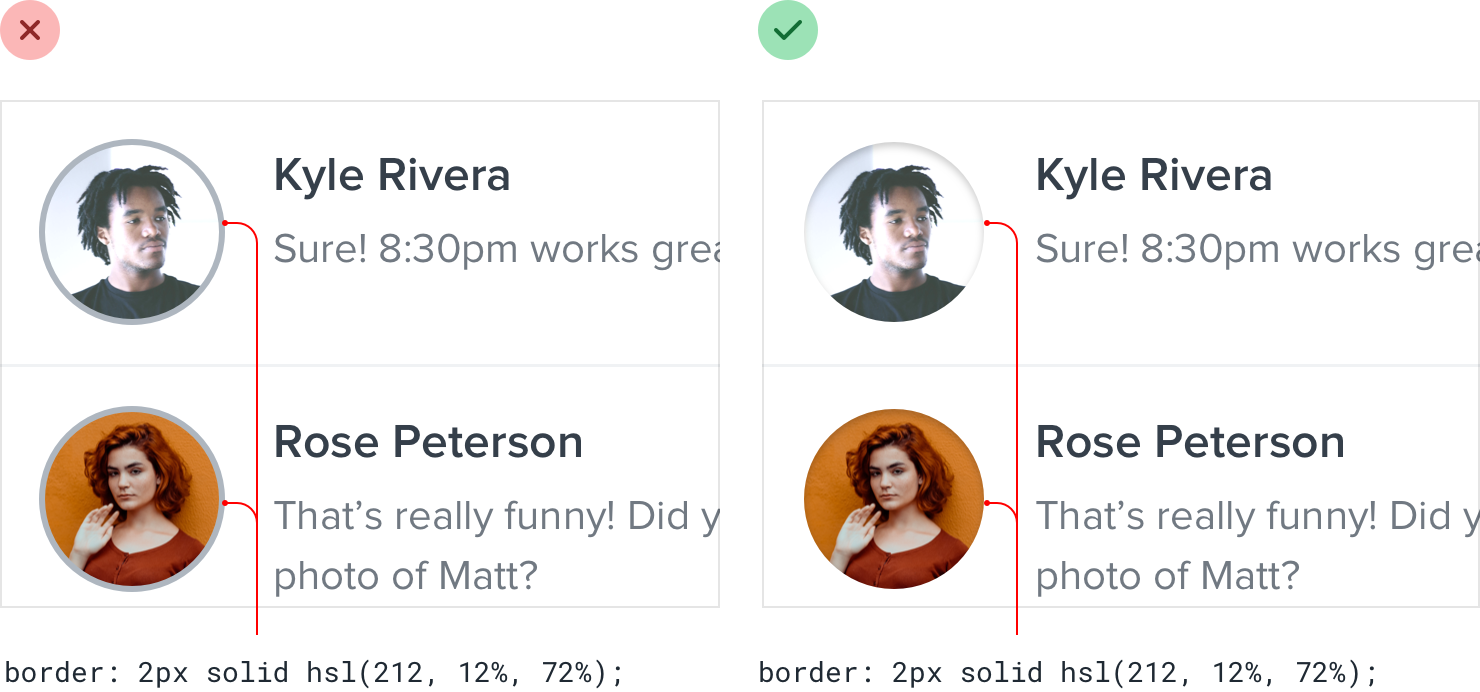 Kyle Rivera
Sure! 8:30pm works grea
Rose Peterson
That’s really funny! Did y
photo of Matt?
border: 2px solid hsl(212, 12%, 72%);
Kyle Rivera
Sure! 8:30pm works grea
Rose Peterson
That’s really funny! Did y
photo of Matt?
border: 2px solid hsl(212, 12%, 72%);